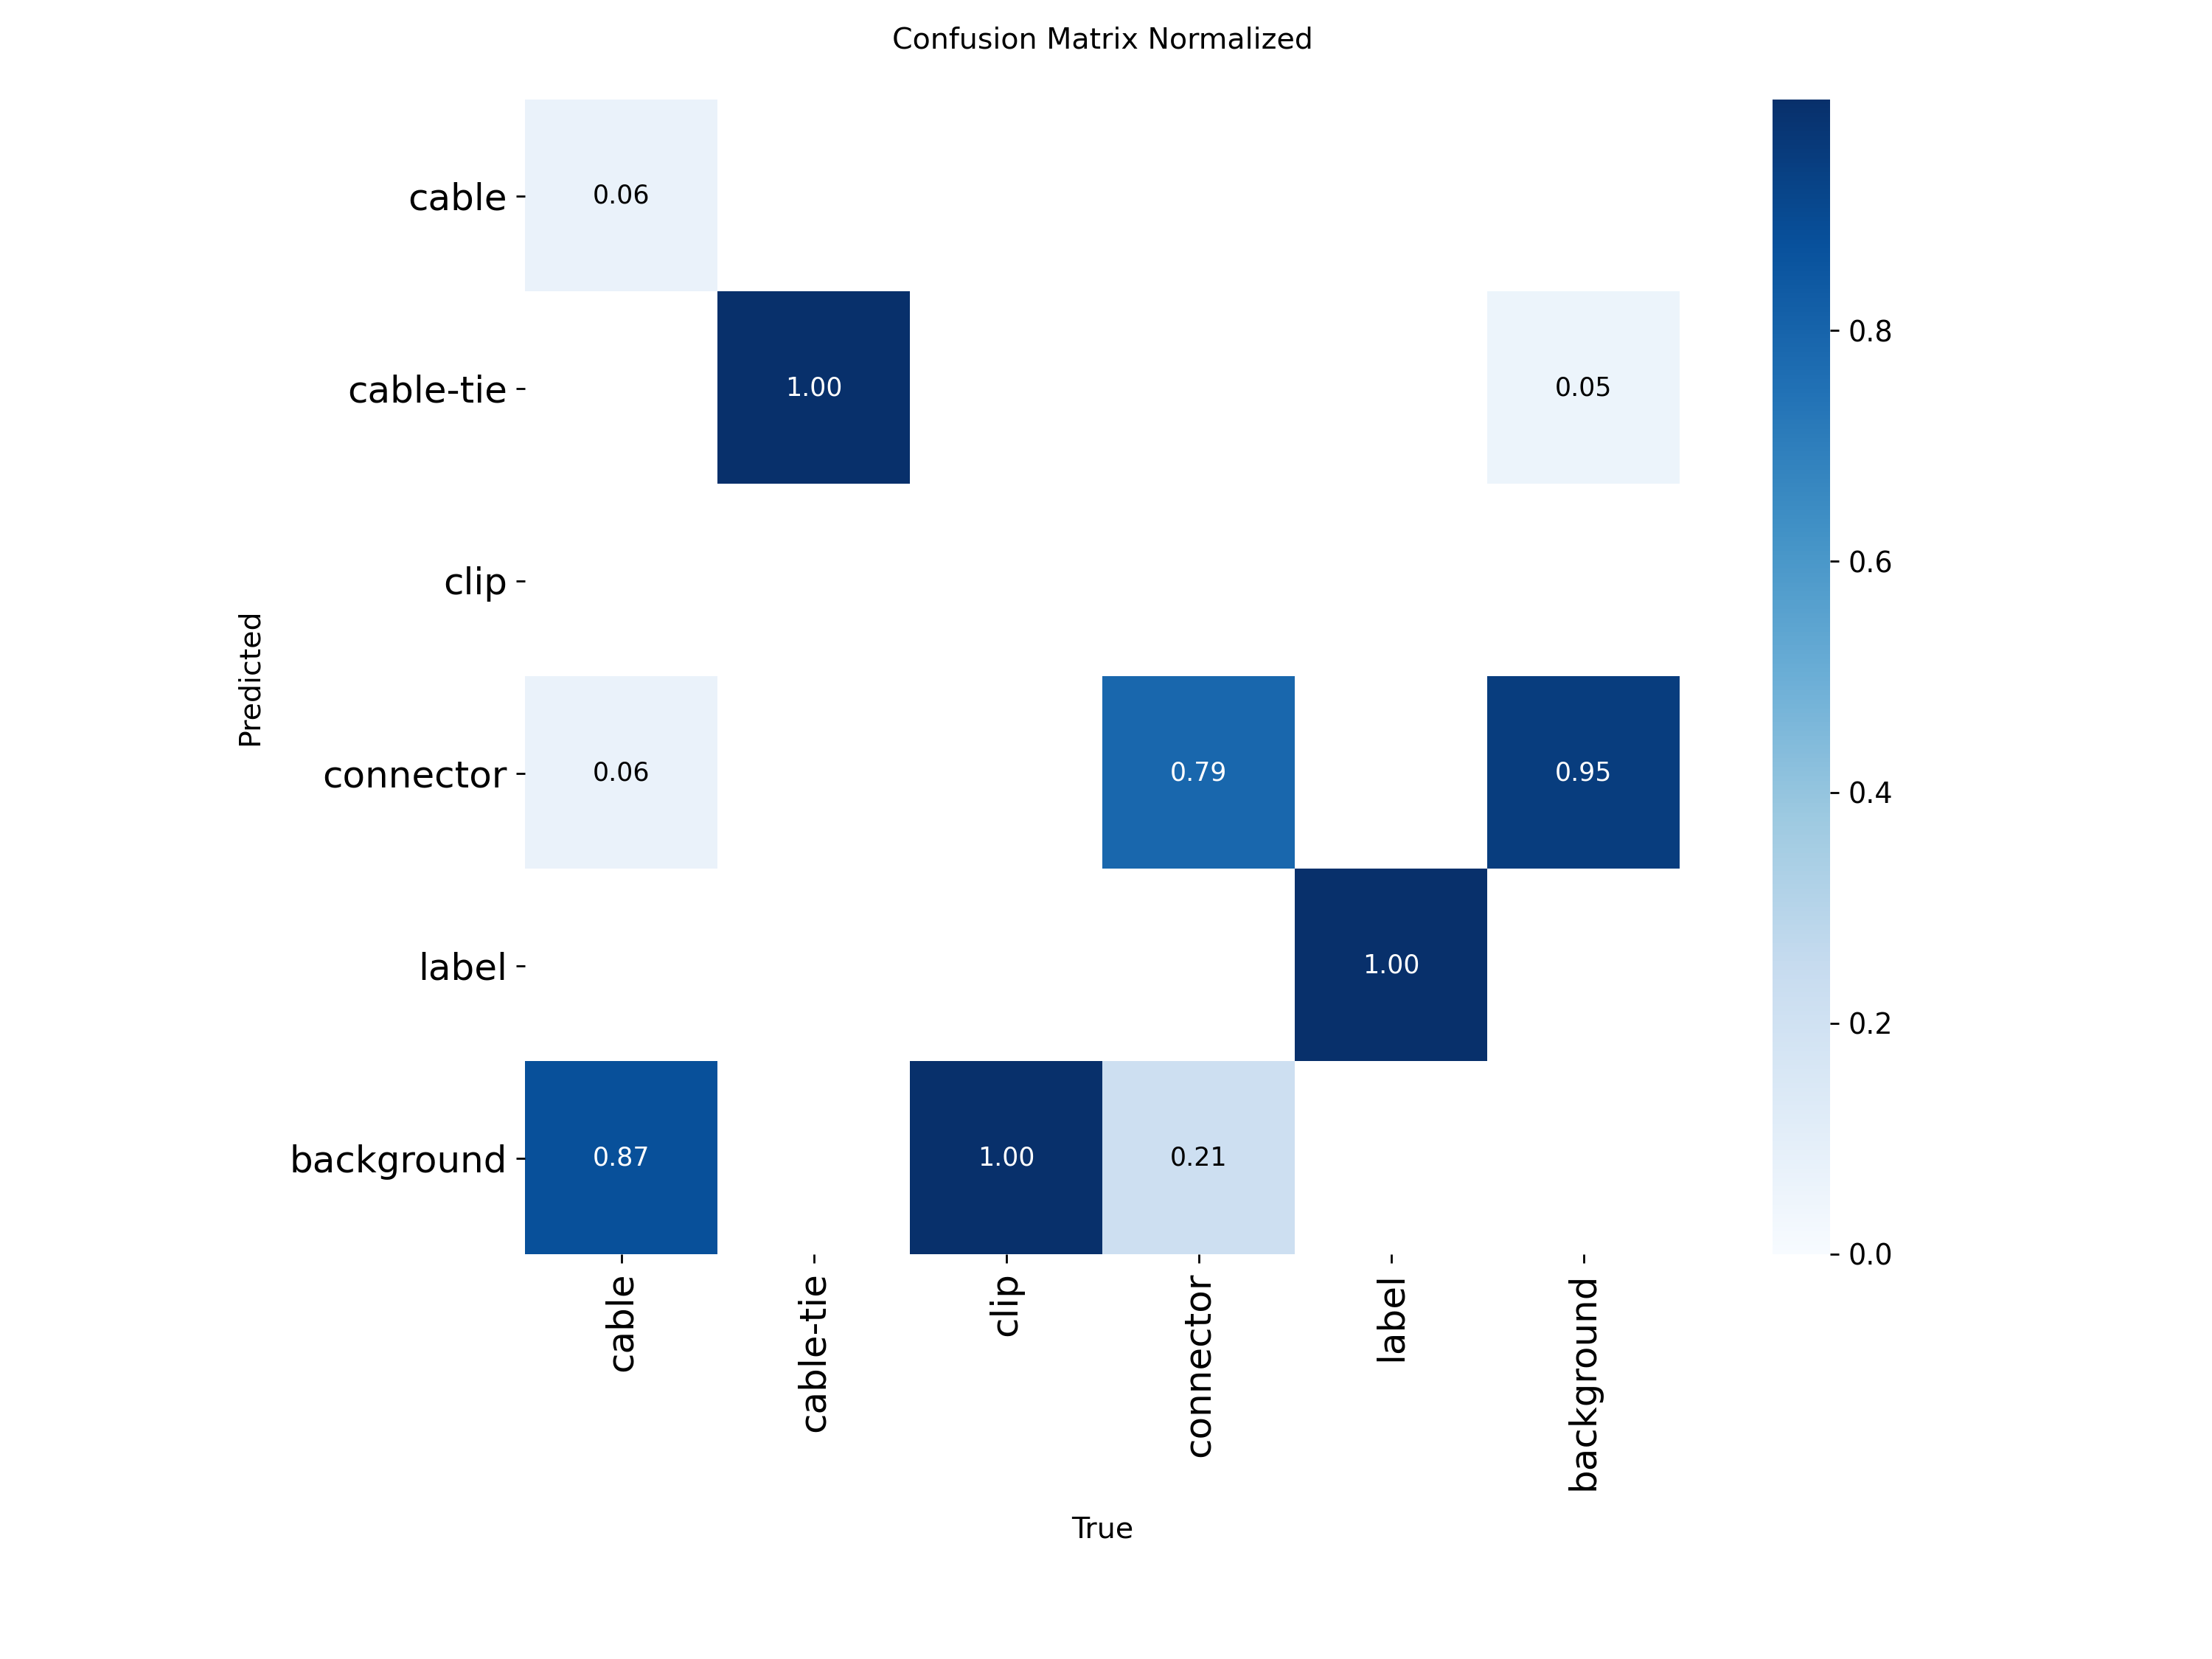 Confusion Matrix Normalized
Predicted
cable
0.06
cable-tie
1.00
0.05
clip
connector
0.06
0.79
0.95
label
1.00
background
0.87
1.00
0.21
cable
cable-tie
clip
connector
label
background
True
0.8
0.6
0.4
0.2
0.0